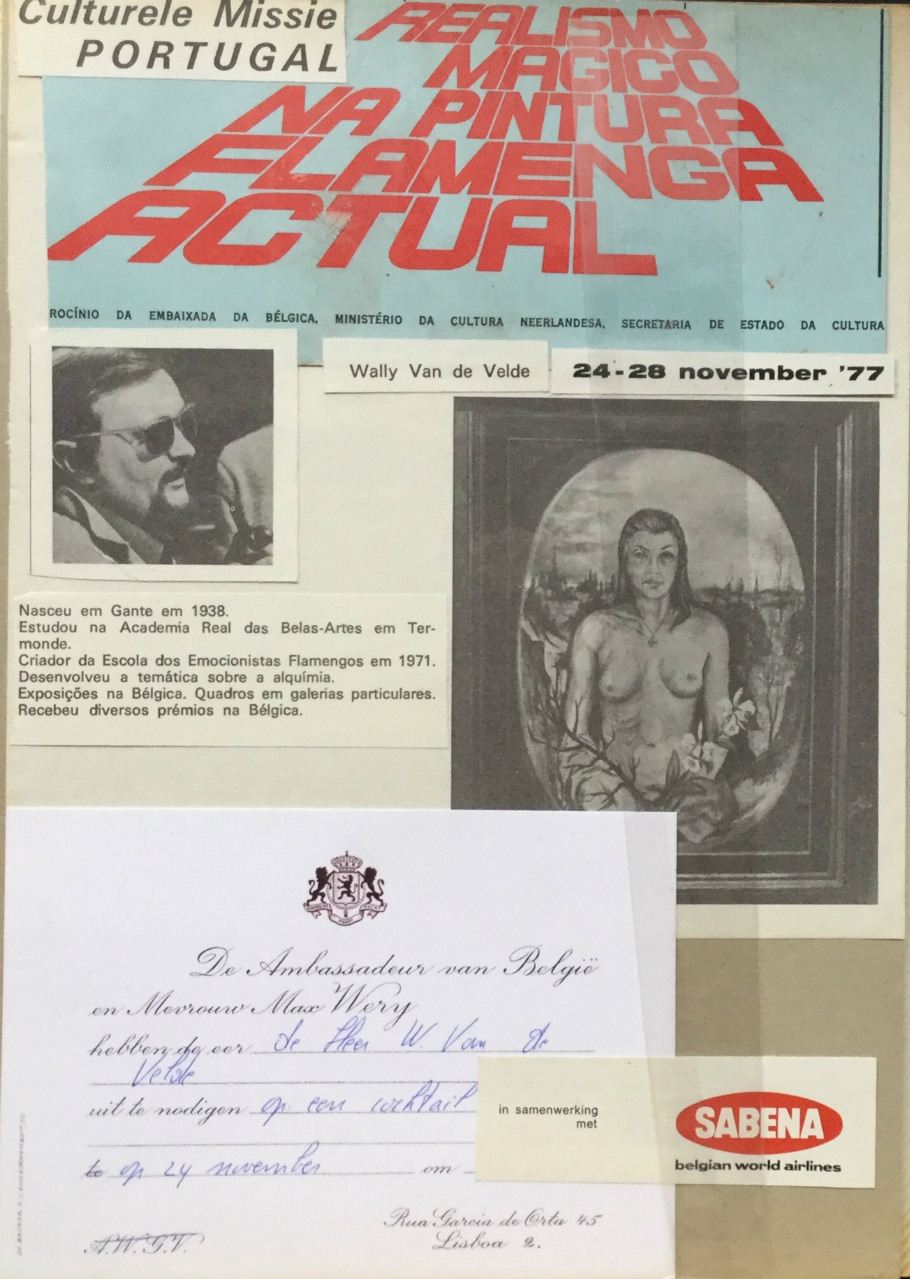 Culturele Missie
PORTUGAL
REALISMO
MAGICO
NA PINTURA
FLAMENGA
ACTUAL
ROCÍNIO DA EMBAIXADA DA BÉLGICA, MINISTÉRIO DA CULTURA NEERLANDESA, SECRETARIA DE ESTADO DA CULTURA
Wally Van de Velde
24-28 november '77
Nasceu em Gante em 1938.
Estudou na Academia Real das Belas-Artes em Ter-
monde.
Criador da Escola dos Emocionistas Flamengos em 1971.
Desenvolveu a temática sobre a alquímia.
Exposições na Bélgica. Quadros em galerias particulares.
Recebeu diversos prémios na Bélgica.
De Ambassadeur van België
en Mevrouw Max Wery
hebben de eer de Heer W. Van de
Velde
uit te nodigen op een cocktail
te op 24 november om
in samenwerking
met
SABENA
belgian world airlines
Rua Garcia de Orta 45
Lisboa 2.
A.W.G.V.